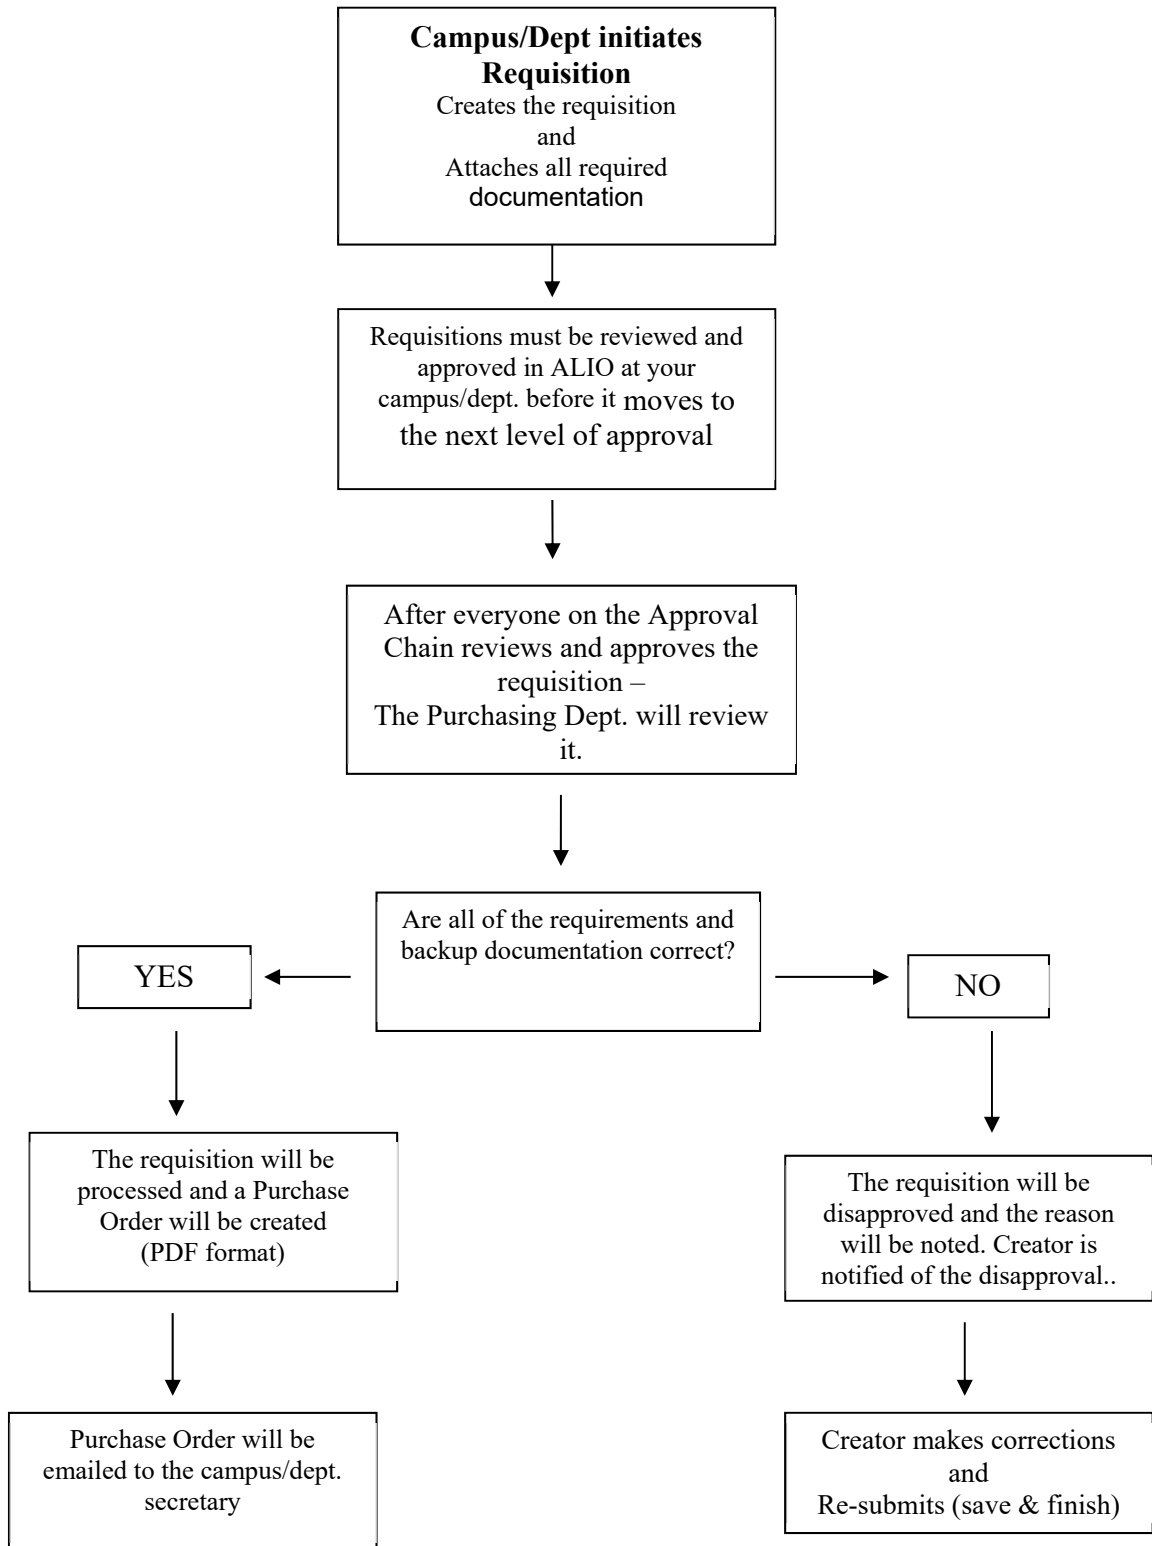 Campus/Dept initiates
Requisition
Creates the requisition
and
Attaches all required
documentation
Requisitions must be reviewed and
approved in ALIO at your
campus/dept. before it moves to
the next level of approval
After everyone on the Approval
Chain reviews and approves the
requisition –
The Purchasing Dept. will review
it.
Are all of the requirements and
backup documentation correct?
YES
NO
The requisition will be
processed and a Purchase
Order will be created
(PDF format)
The requisition will be
disapproved and the reason
will be noted. Creator is
notified of the disapproval..
Purchase Order will be
emailed to the campus/dept.
secretary
Creator makes corrections
and
Re-submits (save & finish)